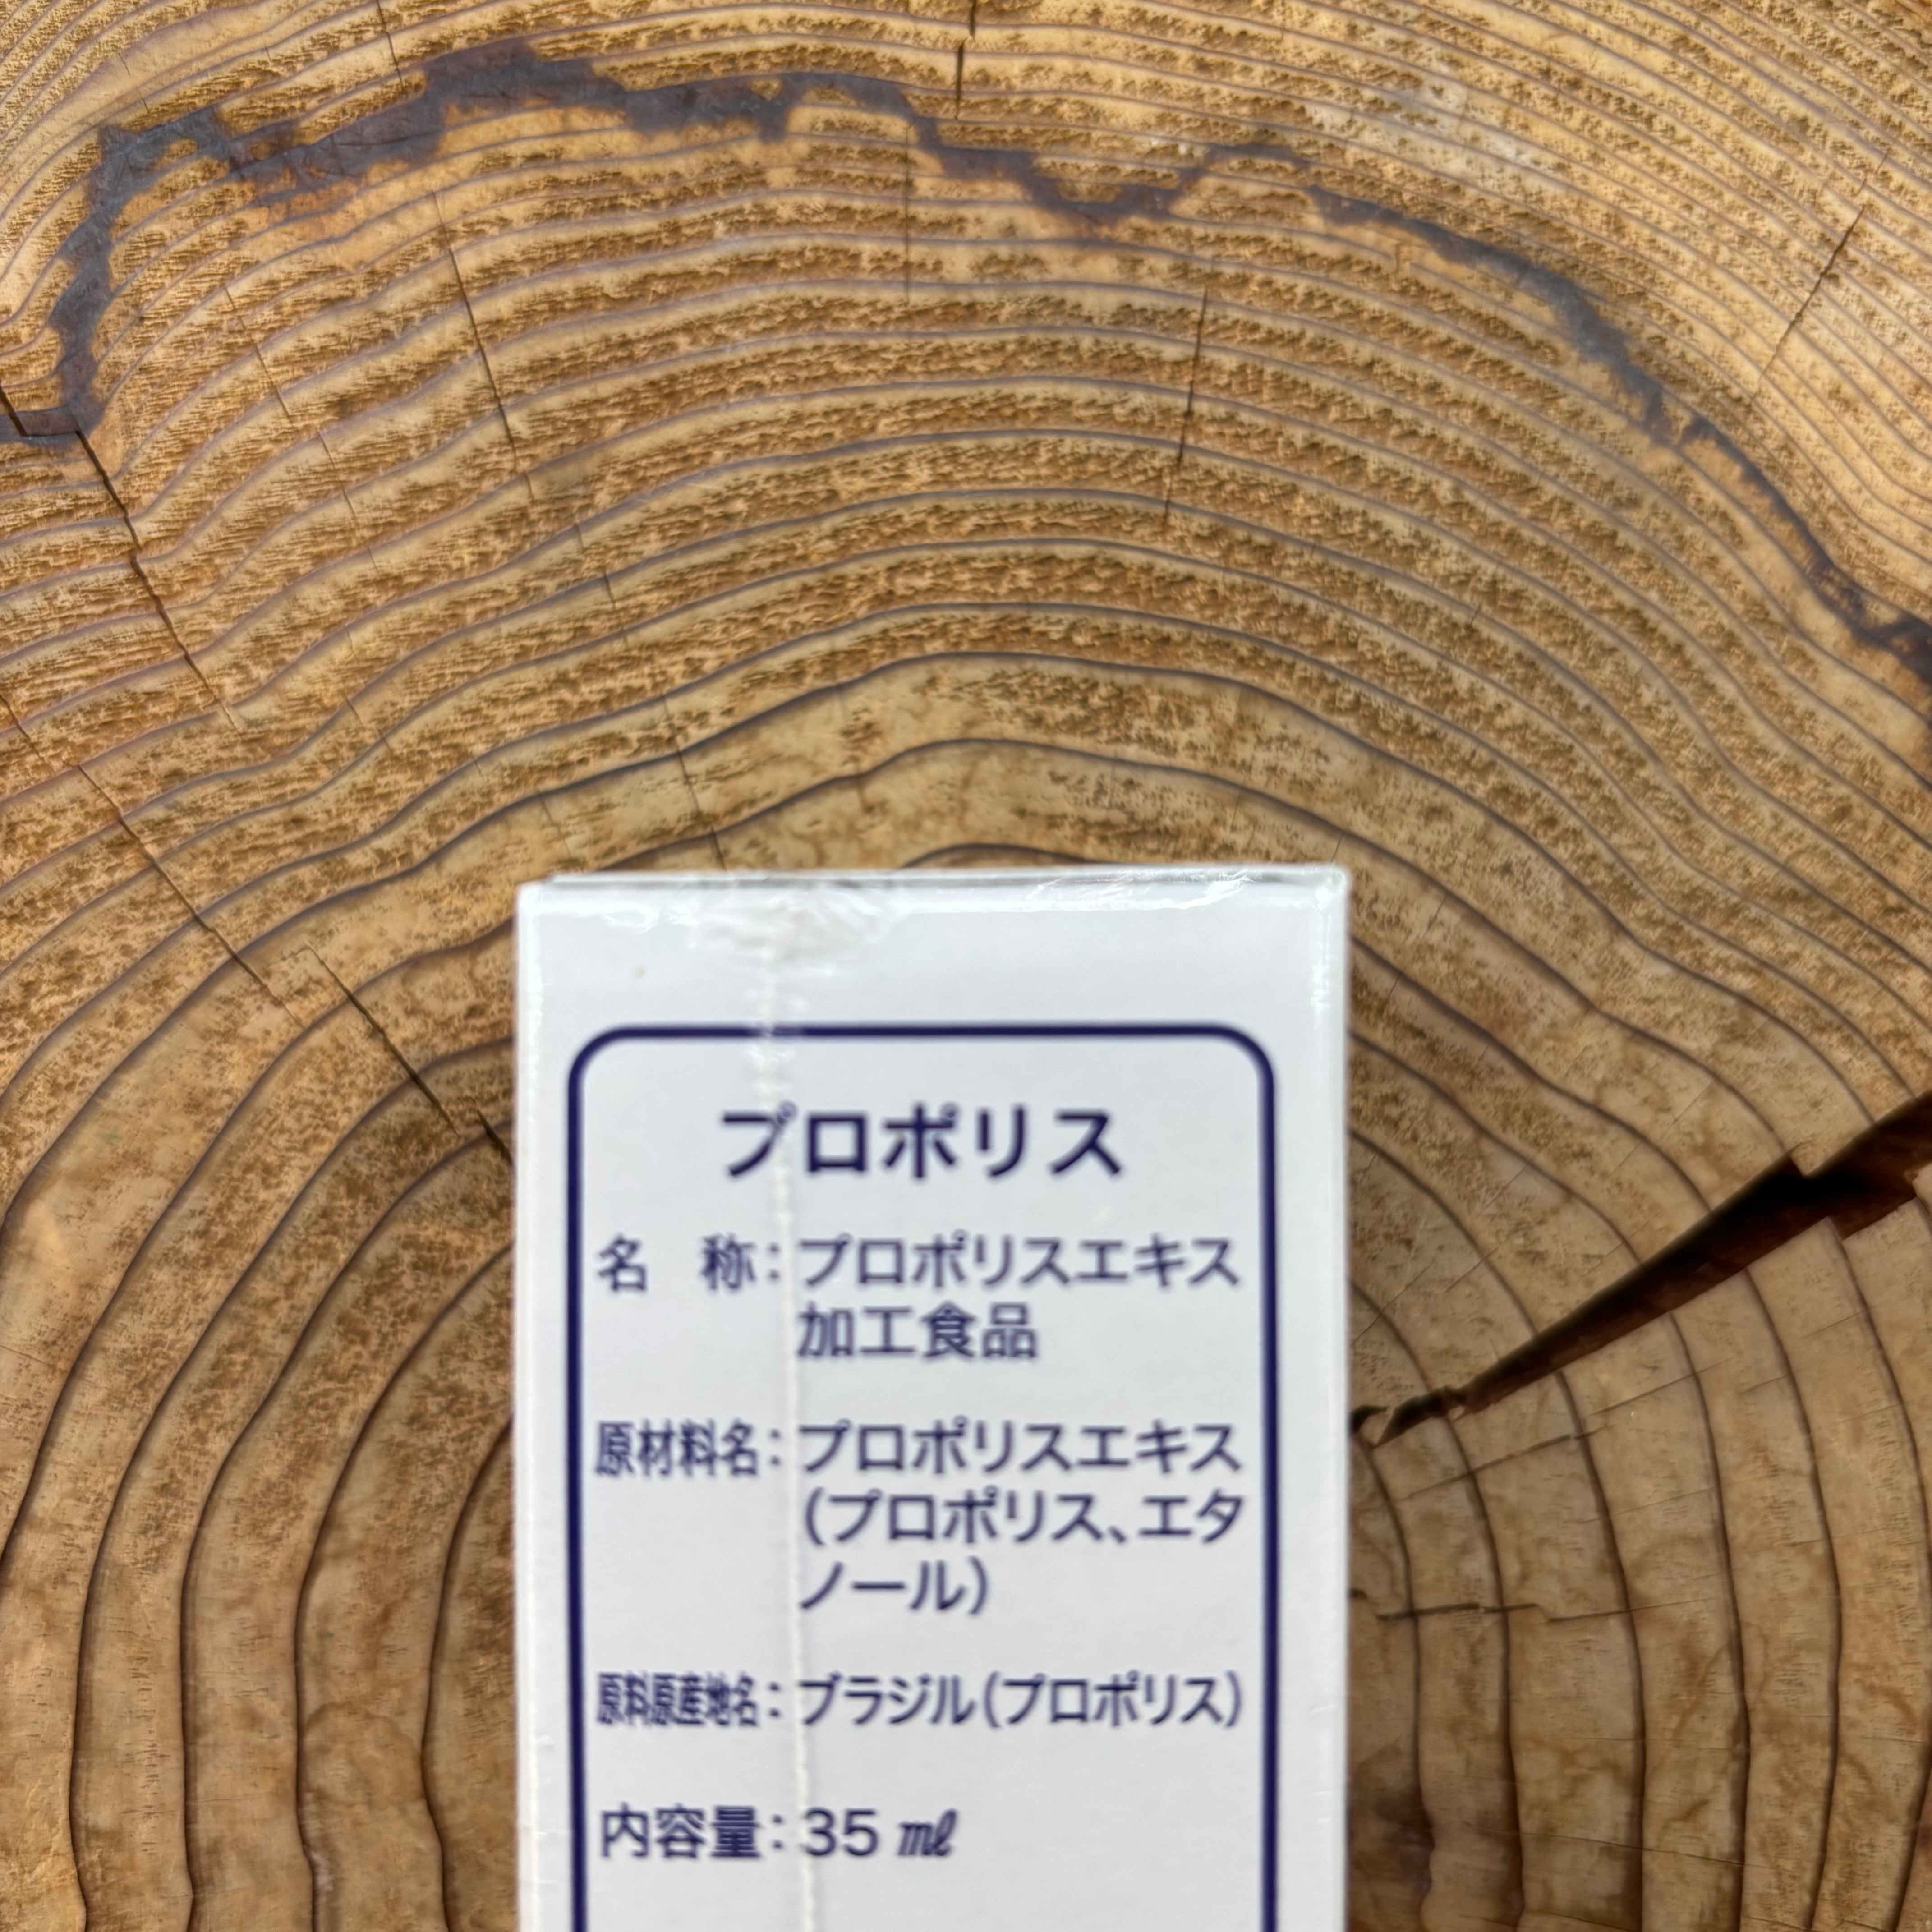 プロポリス
名　称：プロポリスエキス
加工食品
原材料名：プロポリスエキス
（プロポリス、エタ
ノール）
原料原産地名：ブラジル（プロポリス）
内容量：35 ㎖